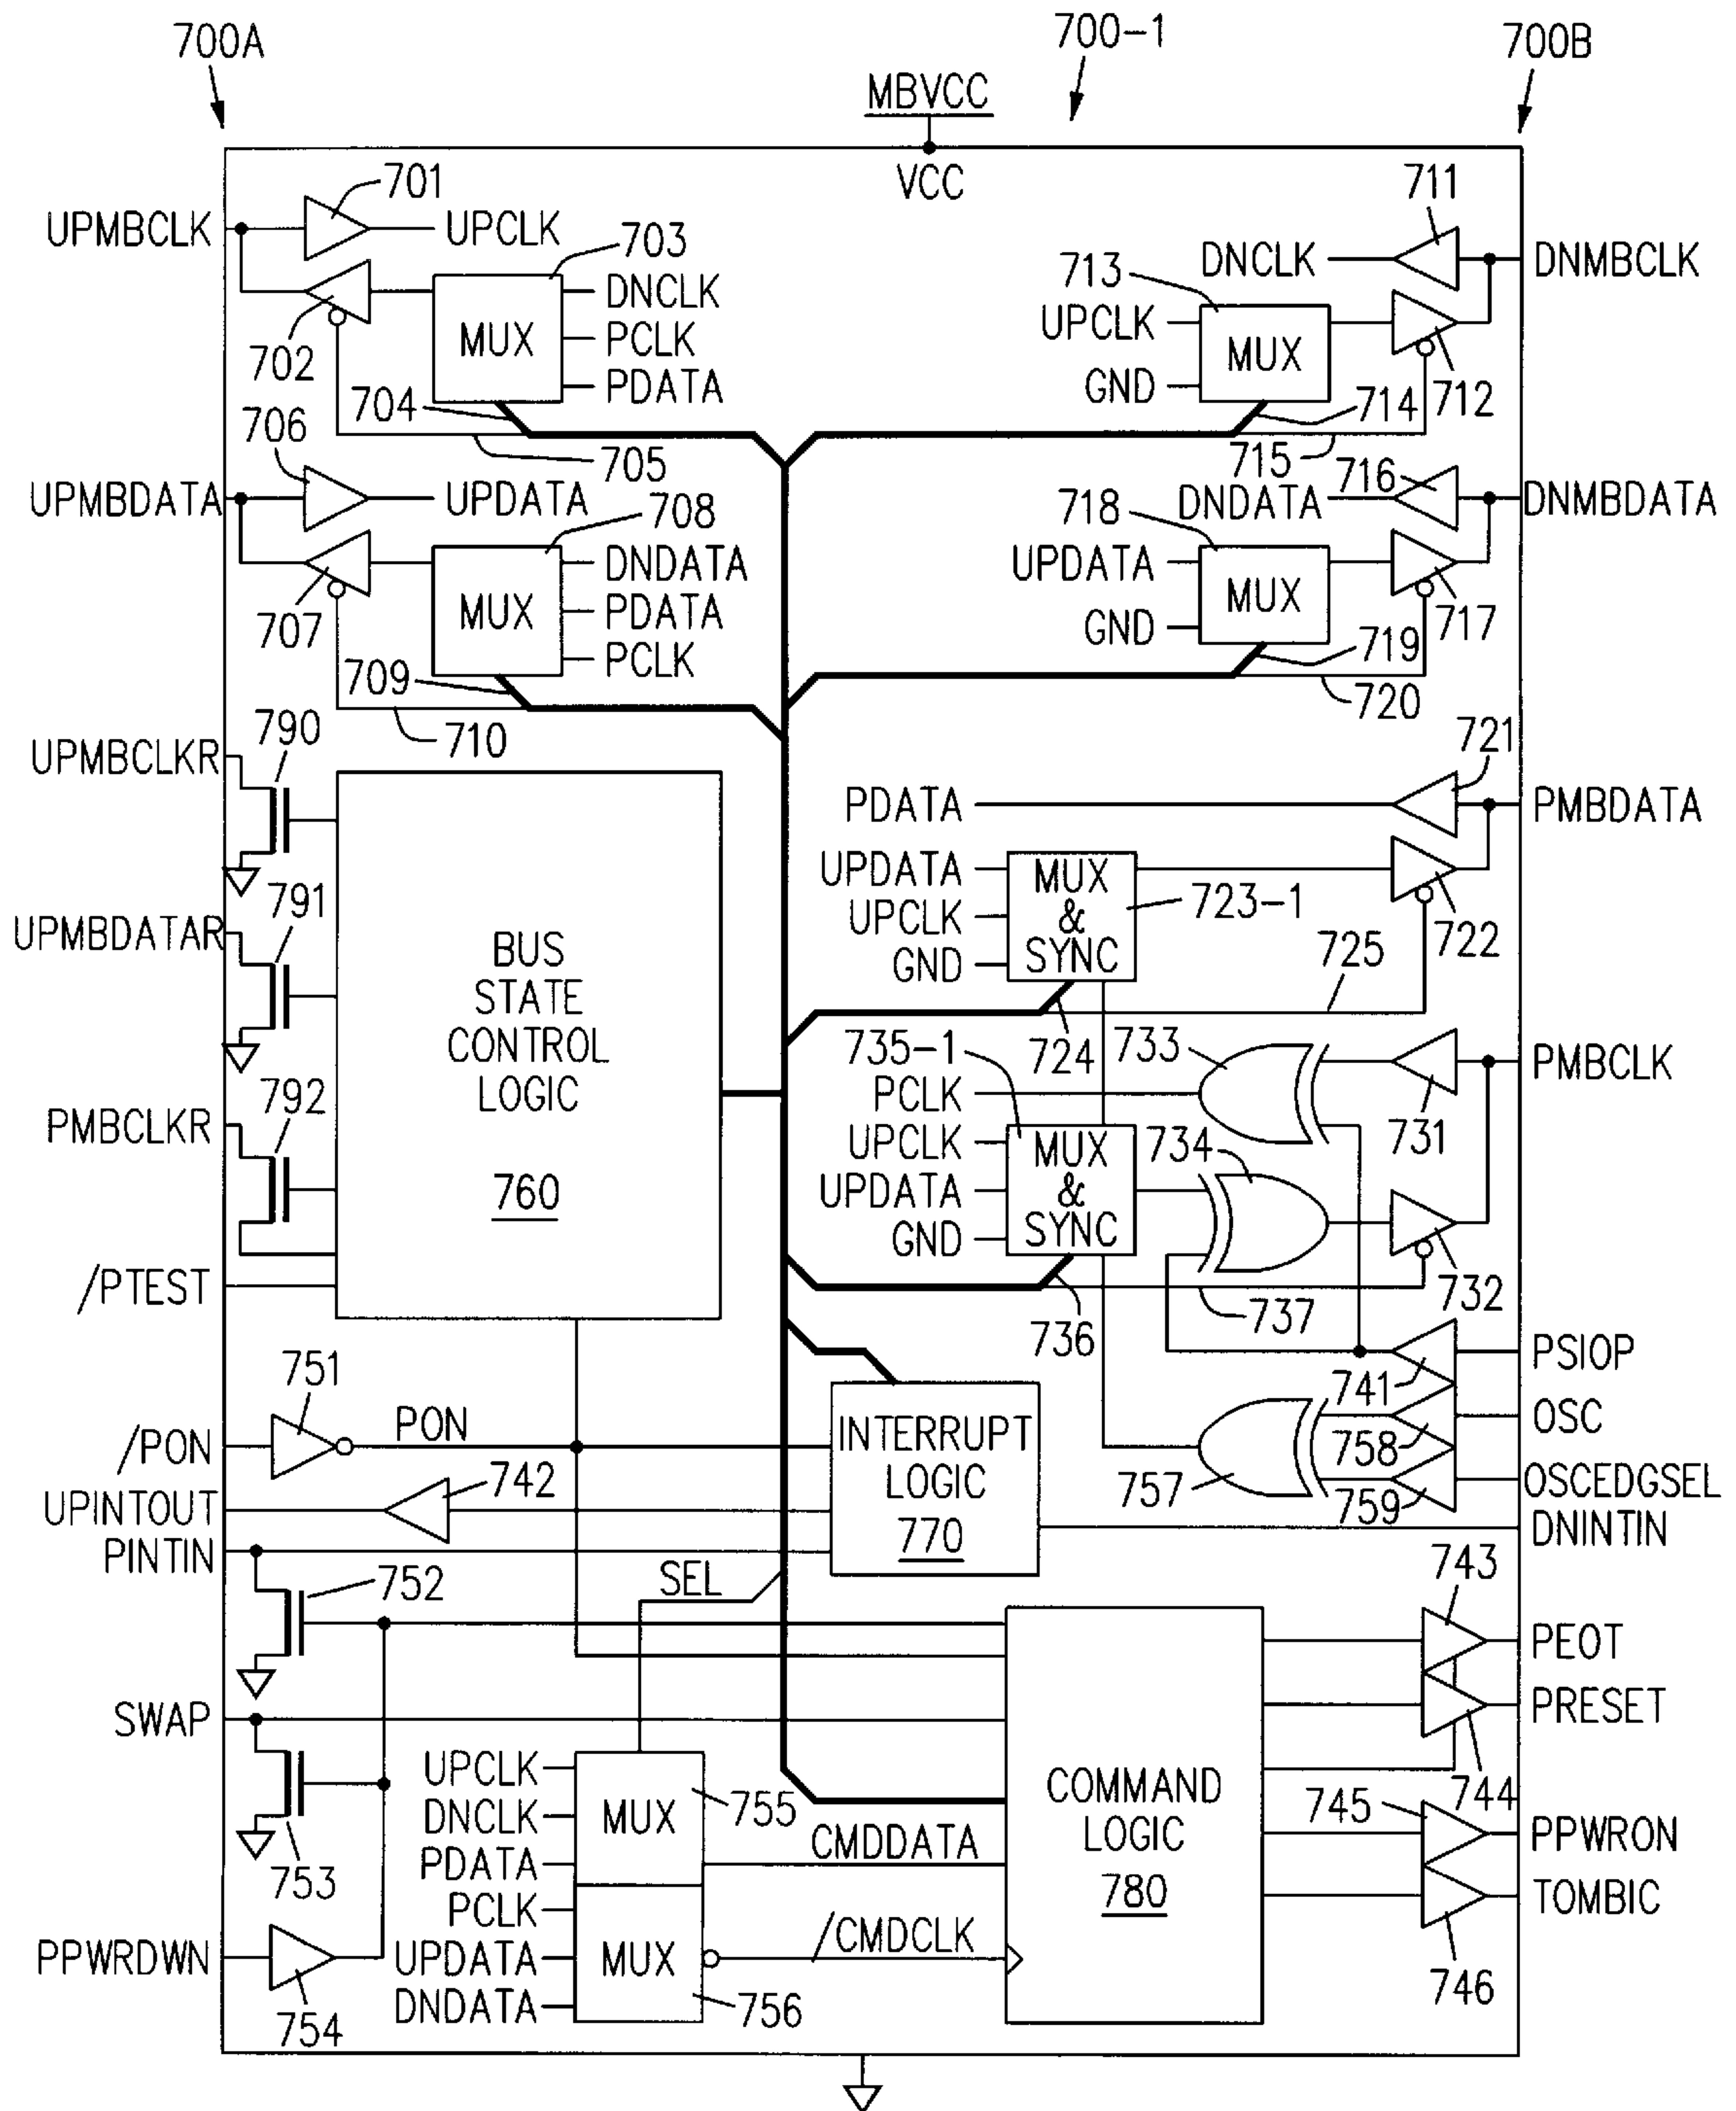 700A
700-1
700B
MBVCC
VCC
701
UPMBCLK
UPCLK
703
702
MUX
DNCLK
PCLK
PDATA
704
705
706
UPMBDATA
UPDATA
708
707
MUX
DNDATA
PDATA
PCLK
709
710
711
DNCLK
DNMBCLK
713
UPCLK
GND
MUX
712
714
715
716
DNDATA
DNMBDATA
718
UPDATA
GND
MUX
717
719
720
UPMBCLKR
790
UPMBDATAR
791
PMBCLKR
792
/PTEST
BUS
STATE
CONTROL
LOGIC
760
721
PDATA
PMBDATA
UPDATA
UPCLK
GND
MUX
&
SYNC
723-1
722
725
724
735-1
733
PCLK
PMBCLK
731
UPCLK
UPDATA
GND
MUX
&
SYNC
734
732
736
737
PSIOP
741
OSC
758
OSCEDGSEL
759
757
DNINTIN
751
/PON
PON
742
UPINTOUT
PINTIN
INTERRUPT
LOGIC
770
752
SEL
SWAP
753
PPWRDWN
754
UPCLK
DNCLK
PDATA
MUX
755
PCLK
UPDATA
DNDATA
MUX
756
CMDDATA
/CMDCLK
COMMAND
LOGIC
780
743
PEOT
PRESET
744
745
PPWRON
TOMBIC
746